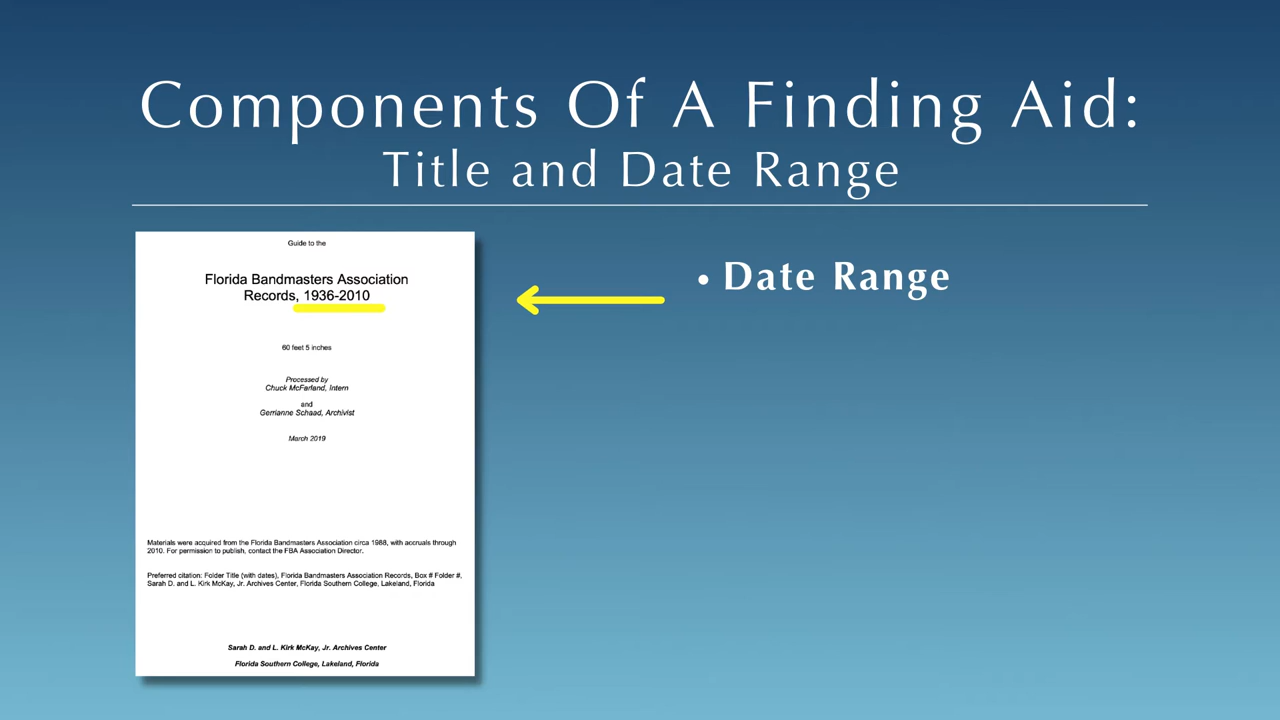 Components Of A Finding Aid:
Title and Date Range
Guide to the
Florida Bandmasters Association
Records, 1936-2010
60 feet 5 inches
Processed by
Chuck McFarland, Intern
and
Gerrianne Schaad, Archivist
March 2019
Materials were acquired from the Florida Bandmasters Association circa 1988, with accruals through
2010. For permission to publish, contact the FBA Association Director.
Preferred citation: Folder Title (with dates), Florida Bandmasters Association Records, Box # Folder #,
Sarah D. and L. Kirk McKay, Jr. Archives Center, Florida Southern College, Lakeland, Florida
Sarah D. and L. Kirk McKay, Jr. Archives Center
Florida Southern College, Lakeland, Florida
• Date Range